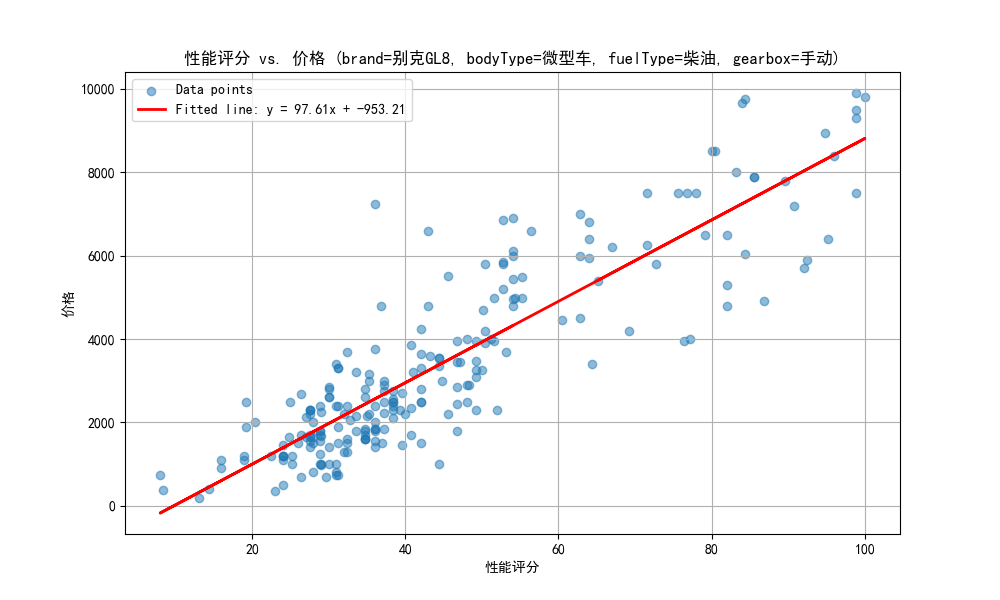 性能评分 vs. 价格 (brand=别克GL8, bodyType=微型车, fuelType=柴油, gearbox=手动)
Data points
Fitted line: y = 97.61x + -953.21
10000
8000
6000
4000
2000
0
价格
20 40 60 80 100
性能评分